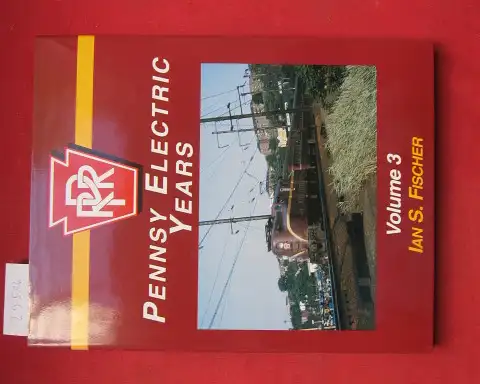 PRR
PENNSY ELECTRIC
YEARS
Volume 3
IAN S. FISCHER